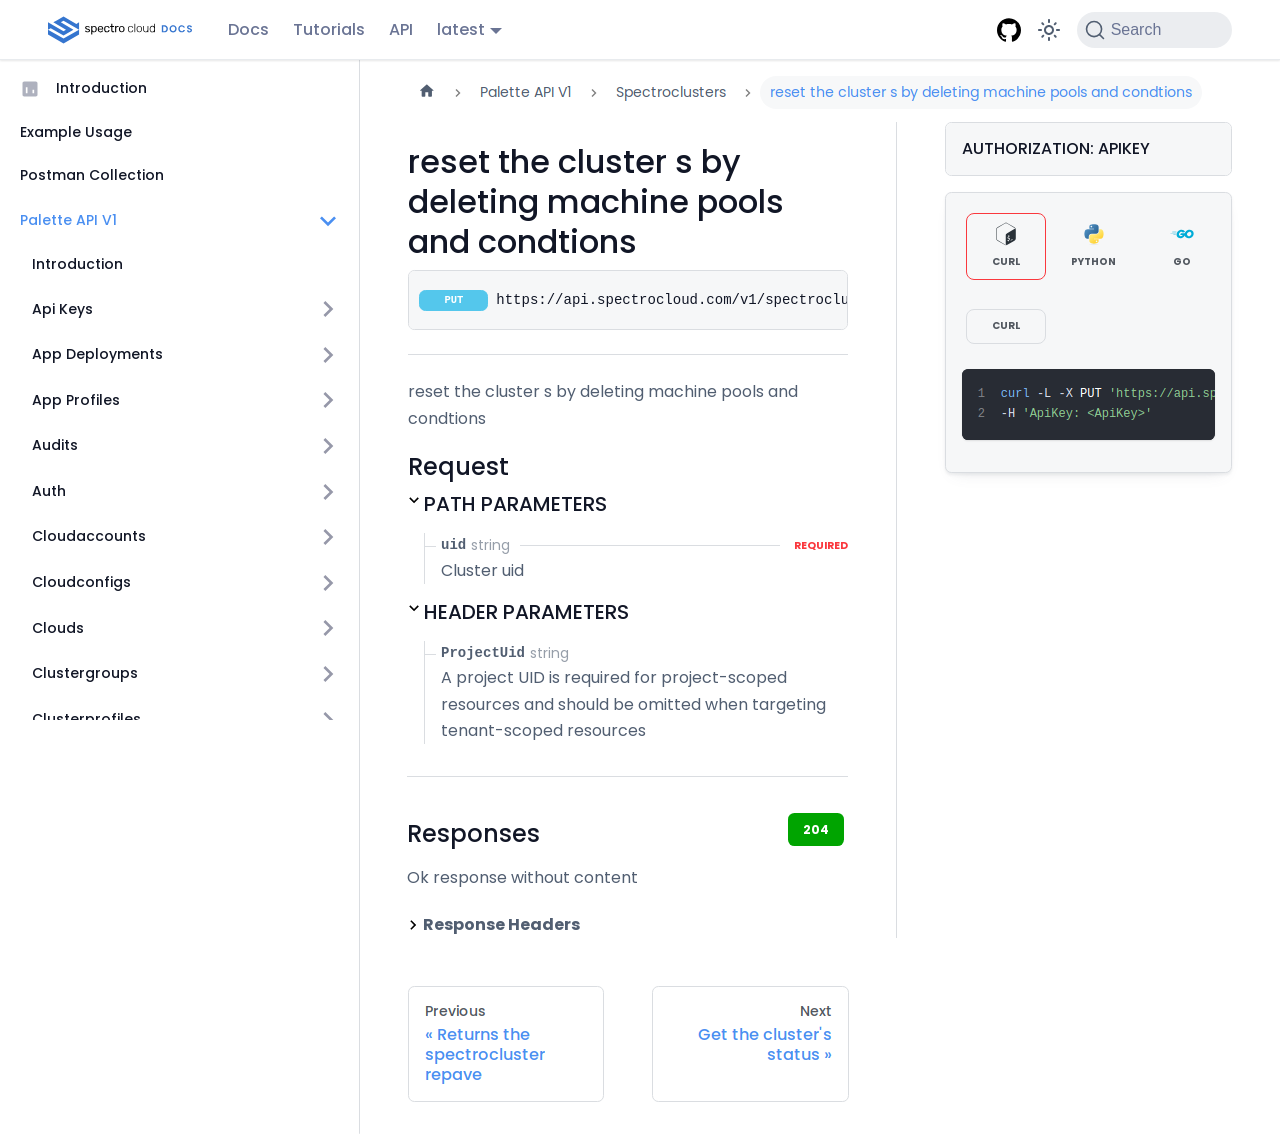 spectro cloud DOCS Docs Tutorials API latest Search
Introduction
Example Usage
Postman Collection
Palette API V1
Introduction
Api Keys
App Deployments
App Profiles
Audits
Auth
Cloudaccounts
Cloudconfigs
Clouds
Clustergroups
Clusterprofiles
Palette API V1 Spectroclusters reset the cluster s by deleting machine pools and condtions
reset the cluster s by
deleting machine pools
and condtions
PUT https://api.spectrocloud.com/v1/spectroclu
reset the cluster s by deleting machine pools and
condtions
Request
PATH PARAMETERS
uid string REQUIRED
Cluster uid
HEADER PARAMETERS
ProjectUid string
A project UID is required for project-scoped
resources and should be omitted when targeting
tenant-scoped resources
Responses 204
Ok response without content
Response Headers
Previous
« Returns the
spectrocluster
repave
Next
Get the cluster's
status »
AUTHORIZATION: APIKEY
CURL PYTHON GO
CURL
1 curl -L -X PUT 'https://api.sp
2 -H 'ApiKey: <ApiKey>'